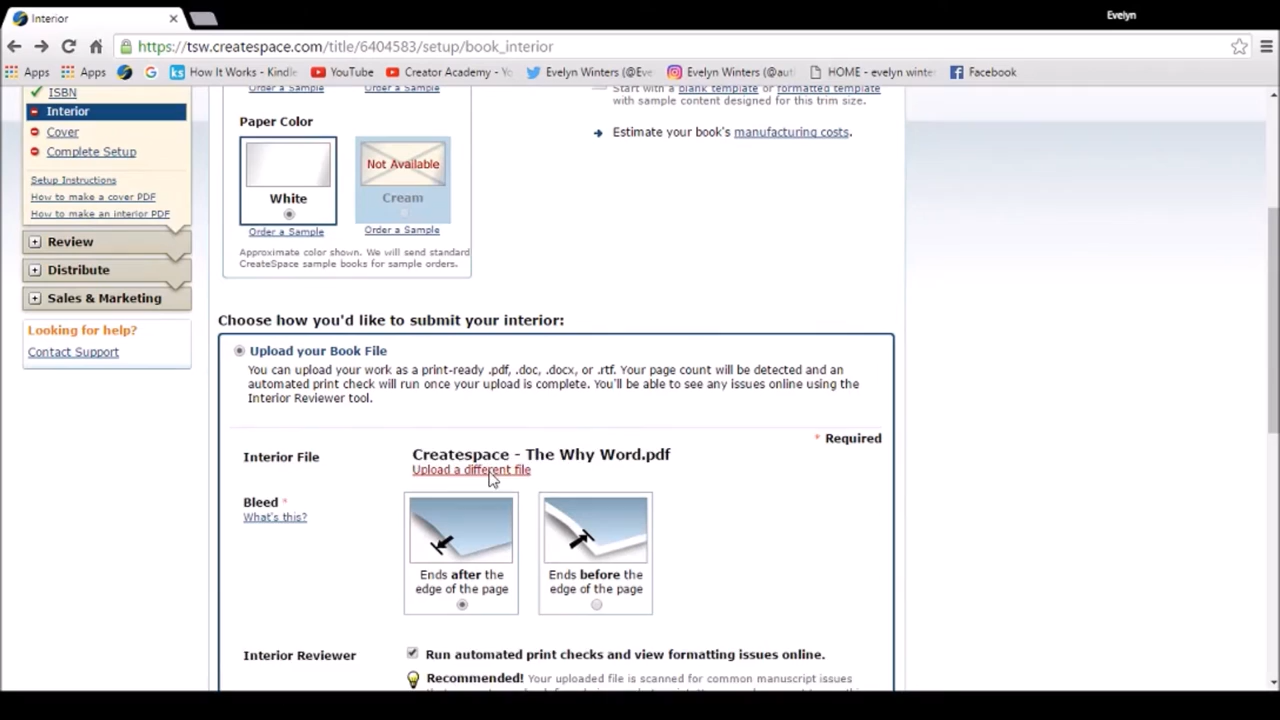 Interior
Evelyn
https://tsw.createspace.com/title/6404583/setup/book_interior
Apps
Apps
How It Works - Kindle
YouTube
Creator Academy - Yo
Evelyn Winters (@Eve
Evelyn Winters (@aut
HOME - evelyn winte
Facebook
ISBN
Interior
Cover
Complete Setup
Setup Instructions
How to make a cover PDF
How to make an interior PDF
Review
Distribute
Sales & Marketing
Looking for help?
Contact Support
Order a Sample
Order a Sample
Paper Color
Not Available
White
Cream
Order a Sample
Order a Sample
Approximate color shown. We will send standard
CreateSpace sample books for sample orders.
Start with a blank template or formatted template
with sample content designed for this trim size.
Estimate your book's manufacturing costs.
Choose how you'd like to submit your interior:
Upload your Book File
You can upload your work as a print-ready .pdf, .doc, .docx, or .rtf. Your page count will be detected and an
automated print check will run once your upload is complete. You'll be able to see any issues online using the
Interior Reviewer tool.
* Required
Interior File
Createspace - The Why Word.pdf
Upload a different file
Bleed *
What's this?
Ends after the
edge of the page
Ends before the
edge of the page
Interior Reviewer
Run automated print checks and view formatting issues online.
Recommended! Your uploaded file is scanned for common manuscript issues